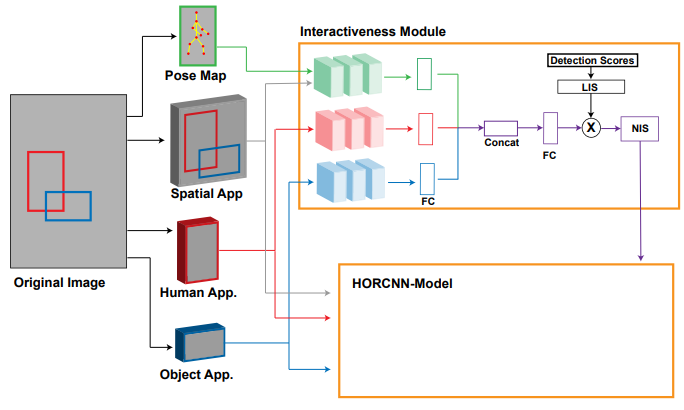 Original Image
Pose Map
Spatial App
Human App.
Object App.
Interactiveness Module
FC
Concat
FC
Detection Scores
LIS
X
NIS
HORCNN-Model